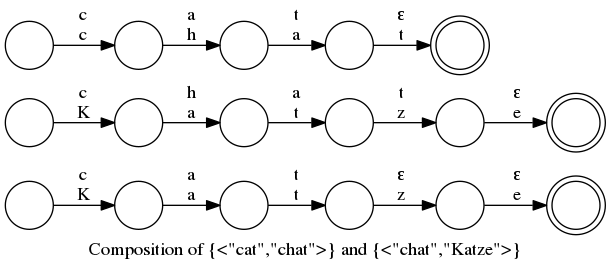 c a t ε
c h a t
c h a t ε
K a t z e
c a t ε ε
K a t z e
Composition of {<"cat","chat">} and {<"chat","Katze">}